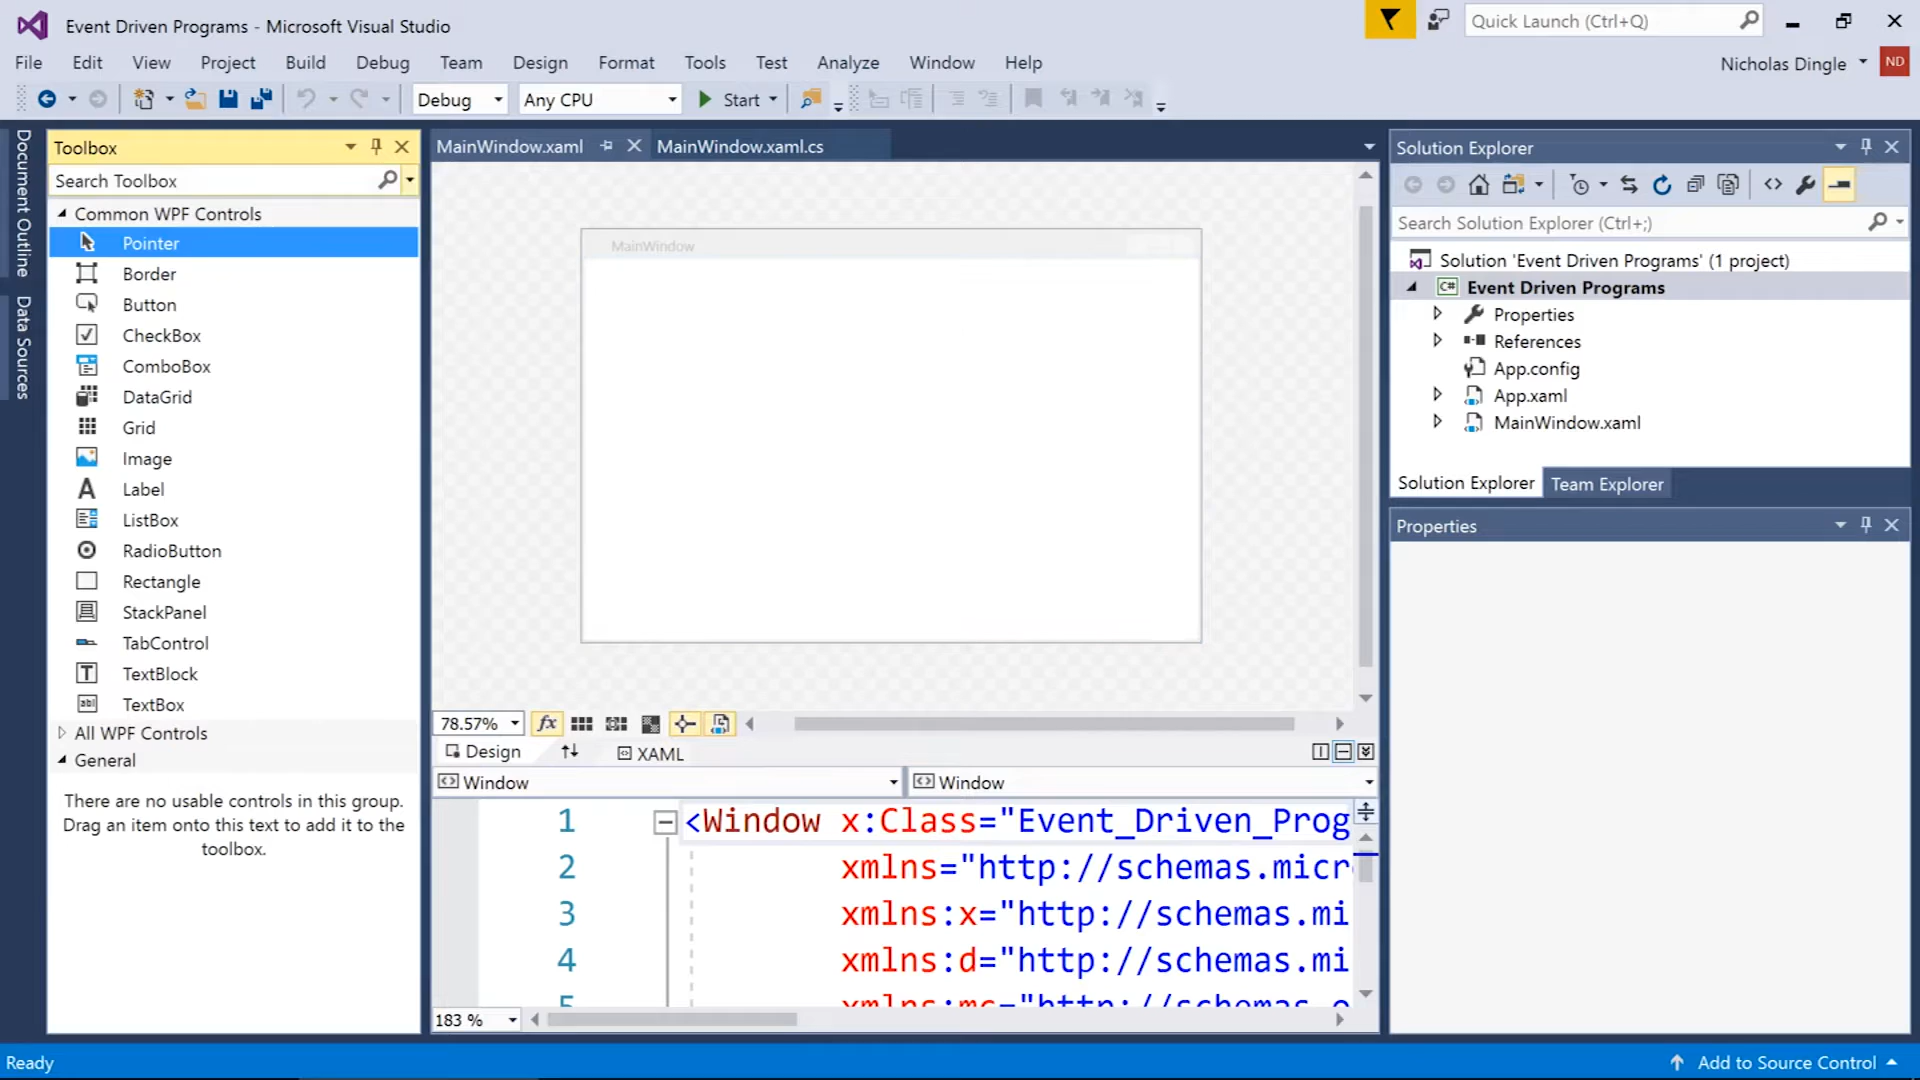 Event Driven Programs - Microsoft Visual Studio
Quick Launch (Ctrl+Q)
File Edit View Project Build Debug Team Design Format Tools Test Analyze Window Help
Nicholas Dingle
ND
Debug
Any CPU
Start
Document Outline
Data Sources
Toolbox
Search Toolbox
Common WPF Controls
Pointer
Border
Button
CheckBox
ComboBox
DataGrid
Grid
Image
Label
ListBox
RadioButton
Rectangle
StackPanel
TabControl
TextBlock
TextBox
All WPF Controls
General
There are no usable controls in this group.
Drag an item onto this text to add it to the
toolbox.
MainWindow.xaml
MainWindow.xaml.cs
MainWindow
78.57%
Design
XAML
Window
Window
1 <Window x:Class="Event_Driven_Prog
2 xmlns="http://schemas.micr
3 xmlns:x="http://schemas.mi
4 xmlns:d="http://schemas.mi
5 xmlns:mc="http://schemas.o
183 %
Solution Explorer
Search Solution Explorer (Ctrl+;)
Solution 'Event Driven Programs' (1 project)
C# Event Driven Programs
Properties
References
App.config
App.xaml
MainWindow.xaml
Solution Explorer
Team Explorer
Properties
Ready
Add to Source Control